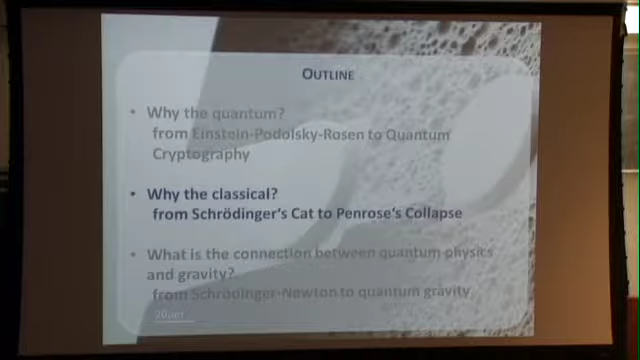 OUTLINE
• Why the quantum?
from Einstein-Podolsky-Rosen to Quantum
Cryptography
• Why the classical?
from Schrödinger's Cat to Penrose's Collapse
• What is the connection between quantum physics
and gravity?
from Schrödinger-Newton to quantum gravity
20µm